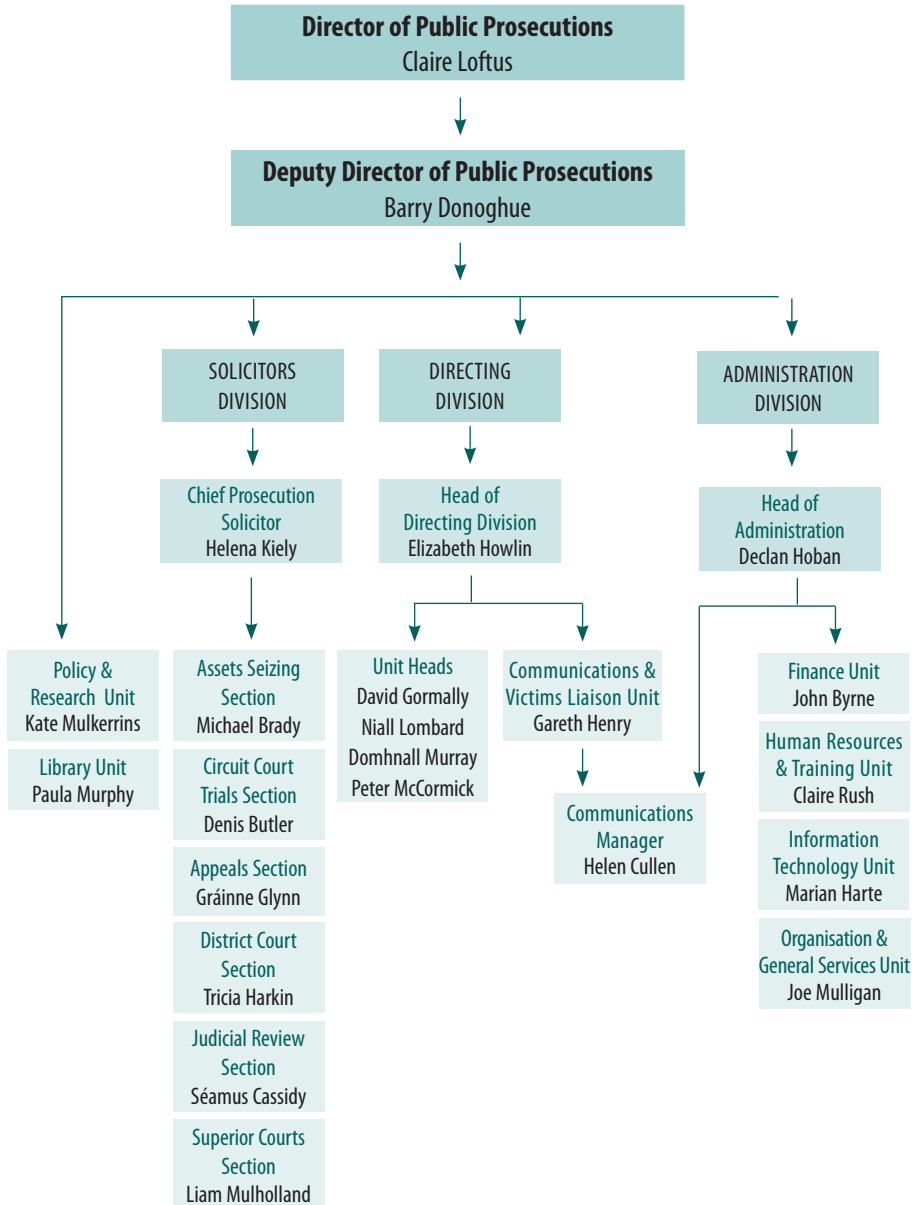 Director of Public Prosecutions
Claire Loftus
Deputy Director of Public Prosecutions
Barry Donoghue
SOLICITORS
DIVISION
DIRECTING
DIVISION
ADMINISTRATION
DIVISION
Chief Prosecution
Solicitor
Helena Kiely
Head of
Directing Division
Elizabeth Howlin
Head of
Administration
Declan Hoban
Policy &
Research Unit
Kate Mulkerrins
Library Unit
Paula Murphy
Assets Seizing
Section
Michael Brady
Circuit Court
Trials Section
Denis Butler
Appeals Section
Gráinne Glynn
District Court
Section
Tricia Harkin
Judicial Review
Section
Séamus Cassidy
Superior Courts
Section
Liam Mulholland
Unit Heads
David Gormally
Niall Lombard
Domhnall Murray
Peter McCormick
Communications &
Victims Liaison Unit
Gareth Henry
Communications
Manager
Helen Cullen
Finance Unit
John Byrne
Human Resources
& Training Unit
Claire Rush
Information
Technology Unit
Marian Harte
Organisation &
General Services Unit
Joe Mulligan